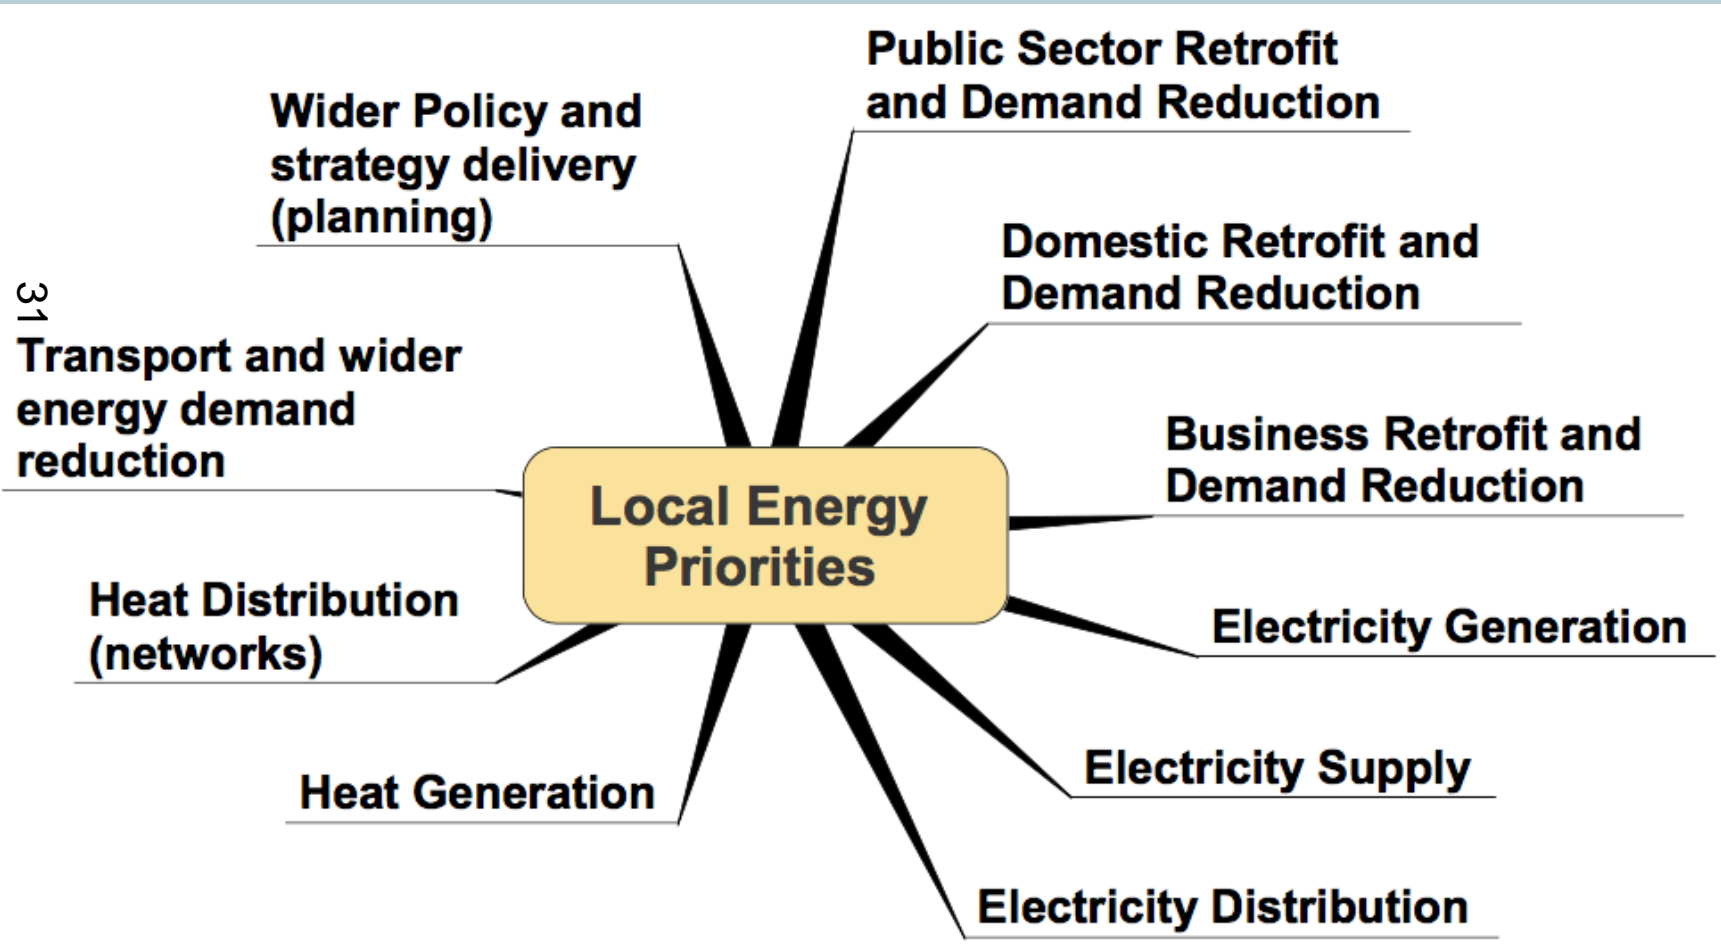 Public Sector Retrofit
and Demand Reduction
Wider Policy and
strategy delivery
(planning)
Domestic Retrofit and
Demand Reduction
31
Transport and wider
energy demand
reduction
Business Retrofit and
Demand Reduction
Local Energy
Priorities
Heat Distribution
(networks)
Electricity Generation
Electricity Supply
Heat Generation
Electricity Distribution